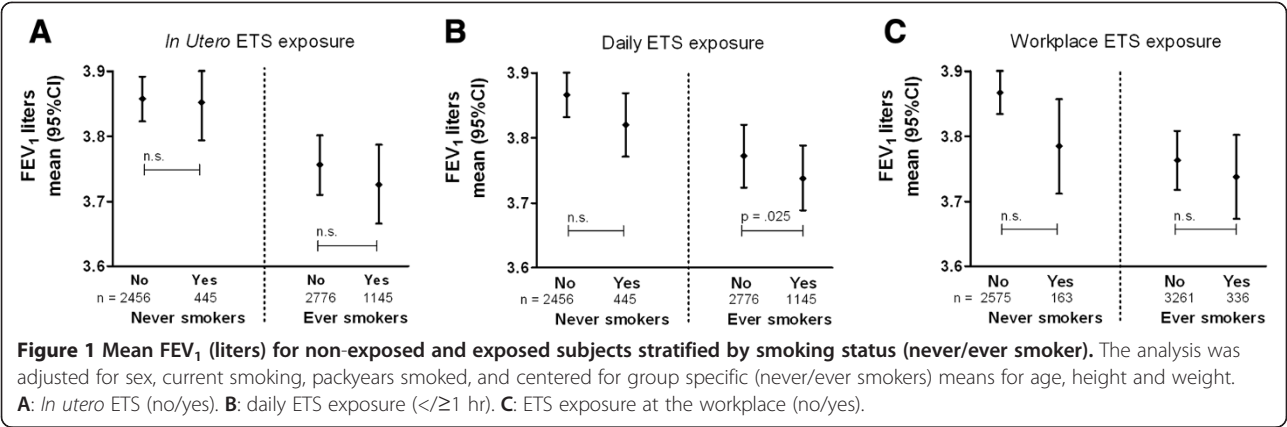 A
In Utero ETS exposure
FEV1 liters
mean (95%CI)
3.9
3.8
3.7
3.6
n.s.
n.s.
No Yes No Yes
n = 2456 445 2776 1145
Never smokers Ever smokers
B
Daily ETS exposure
FEV1 liters
mean (95%CI)
3.9
3.8
3.7
3.6
n.s.
p = .025
No Yes No Yes
n = 2456 445 2776 1145
Never smokers Ever smokers
C
Workplace ETS exposure
FEV1 liters
mean (95%CI)
3.9
3.8
3.7
3.6
n.s.
n.s.
No Yes No Yes
n = 2575 163 3261 336
Never smokers Ever smokers
Figure 1 Mean FEV1 (liters) for non-exposed and exposed subjects stratified by smoking status (never/ever smoker). The analysis was
adjusted for sex, current smoking, packyears smoked, and centered for group specific (never/ever smokers) means for age, height and weight.
A: In utero ETS (no/yes). B: daily ETS exposure (</≥1 hr). C: ETS exposure at the workplace (no/yes).